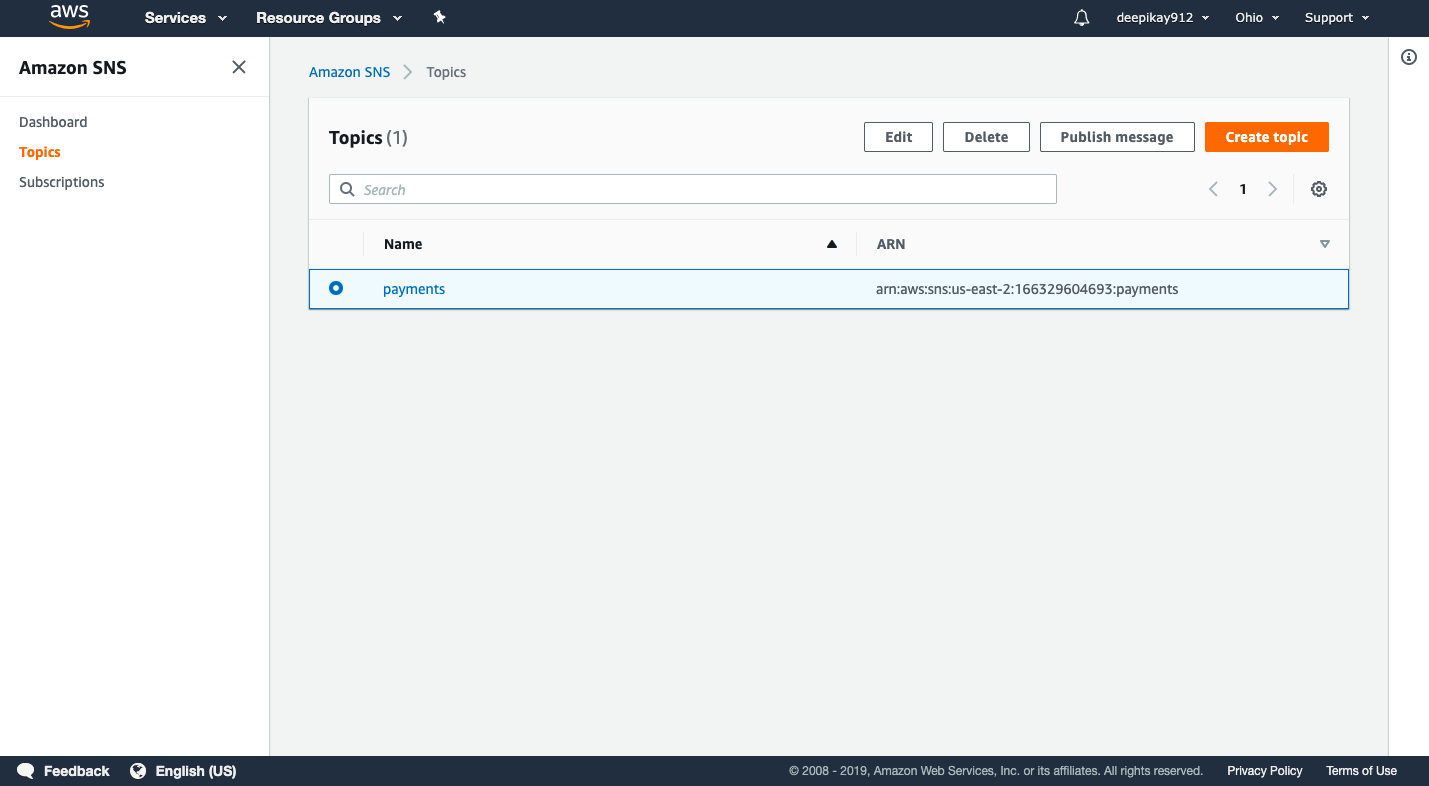 aws Services Resource Groups deepikay912 Ohio Support
Amazon SNS
Dashboard
Topics
Subscriptions
Amazon SNS Topics
Topics (1) Edit Delete Publish message Create topic
Search 1
Name ARN
payments arn:aws:sns:us-east-2:166329604693:payments
Feedback English (US) © 2008 - 2019, Amazon Web Services, Inc. or its affiliates. All rights reserved. Privacy Policy Terms of Use